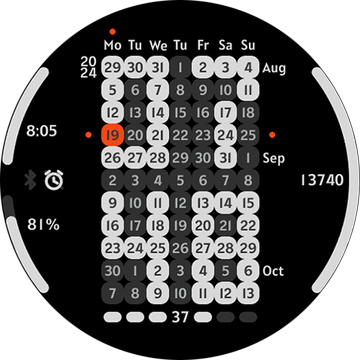 Mo Tu We Tu Fr Sa Su
20
24
29 30 31 1 2 3 4 Aug
5 6 7 8 9 10 11
12 13 14 15 16 17 18
8:05
19 20 21 22 23 24 25
26 27 28 29 30 31 1 Sep
2 3 4 5 6 7 8
13740
9 10 11 12 13 14 15
81%
16 17 18 19 20 21 22
23 24 25 26 27 28 29
30 1 2 3 4 5 6 Oct
7 8 9 10 11 12 13
37